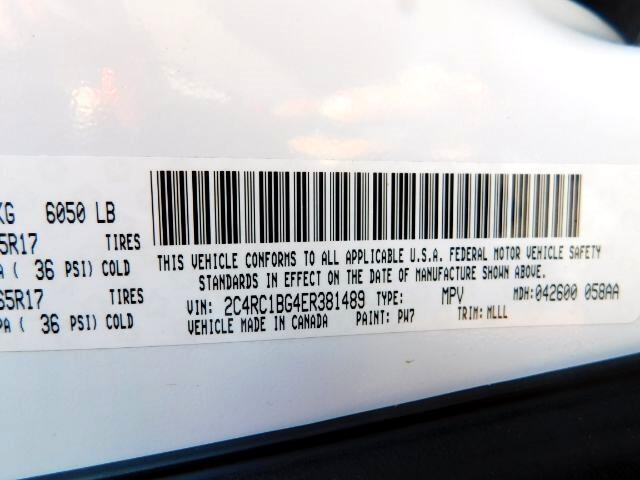 KG 6050 LB
5R17 TIRES
A ( 36 PSI) COLD
65R17 TIRES
PA ( 36 PSI) COLD
THIS VEHICLE CONFORMS TO ALL APPLICABLE U.S.A. FEDERAL MOTOR VEHICLE SAFETY
STANDARDS IN EFFECT ON THE DATE OF MANUFACTURE SHOWN ABOVE.
VIN: 2C4RC1BG4ER381489 TYPE: MPV MDH:042600 058AA
VEHICLE MADE IN CANADA PAINT: PW7 TRIM: MLLL